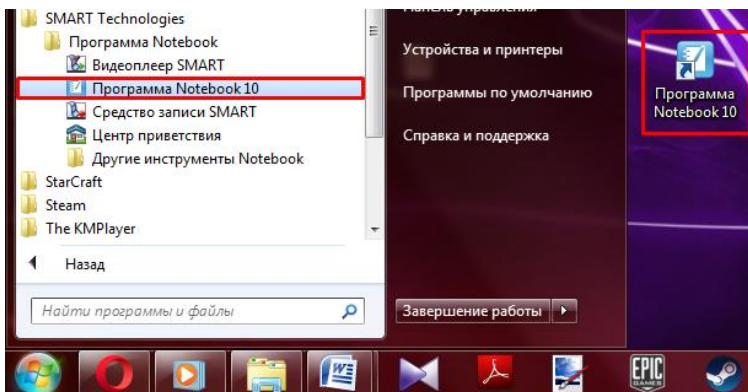 SMART Technologies
Программа Notebook
Видеоплеер SMART
Программа Notebook 10
Средство записи SMART
Центр приветствия
Другие инструменты Notebook
StarCraft
Steam
The KMPlayer
Назад
Найти программы и файлы
Панель управления
Устройства и принтеры
Программы по умолчанию
Справка и поддержка
Завершение работы
Программа
Notebook 10
W
EPIC
GAMES